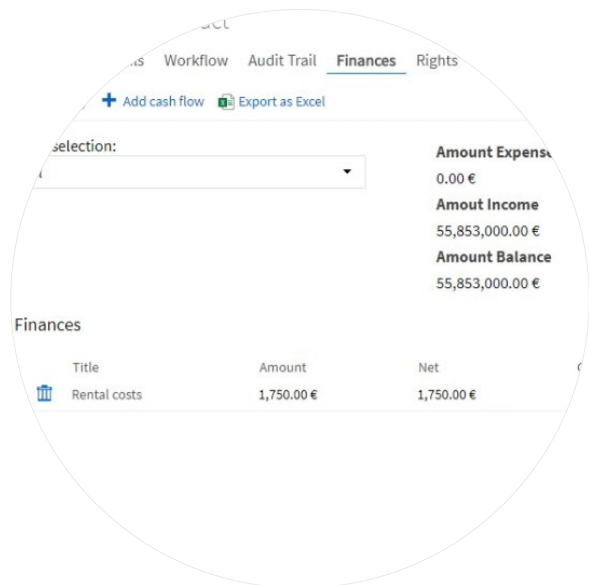 Workflow Audit Trail Finances Rights
Add cash flow Export as Excel
selection:
Amount Expense
0.00 €
Amout Income
55,853,000.00 €
Amount Balance
55,853,000.00 €
Finances
Title Amount Net
Rental costs 1,750.00 € 1,750.00 €